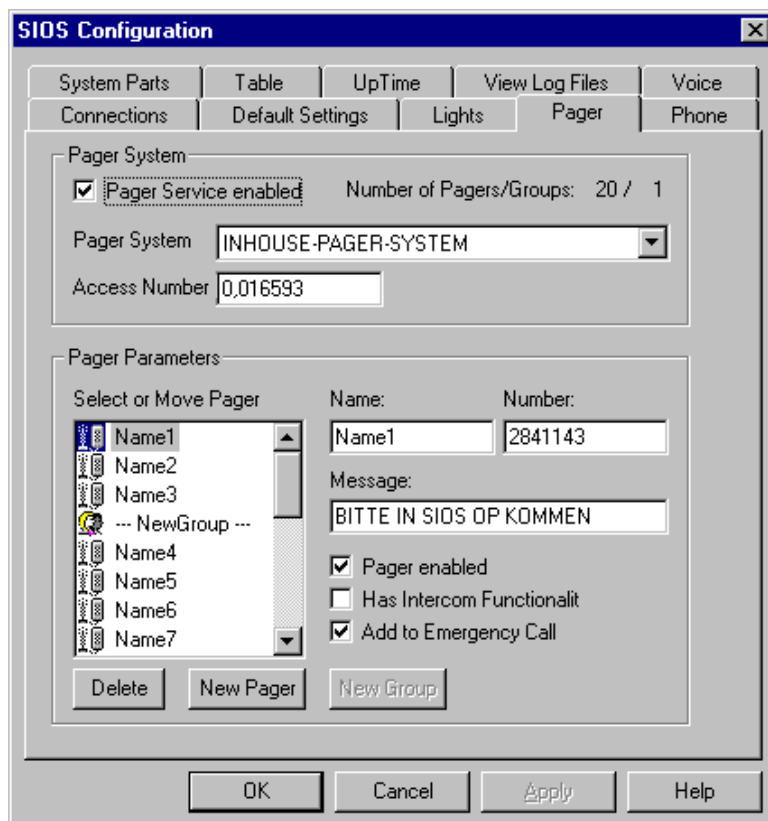 SIOS Configuration
System Parts Table UpTime View Log Files Voice
Connections Default Settings Lights Pager Phone
Pager System
Pager Service enabled Number of Pagers/Groups: 20 / 1
Pager System INHOUSE-PAGER-SYSTEM
Access Number 0,016593
Pager Parameters
Select or Move Pager Name: Number:
Name1 Name1 2841143
Name2
Name3 Message:
--- NewGroup --- BITTE IN SIOS OP KOMMEN
Name4 Pager enabled
Name5 Has Intercom Functionalit
Name6 Add to Emergency Call
Name7
Delete New Pager New Group
OK Cancel Apply Help